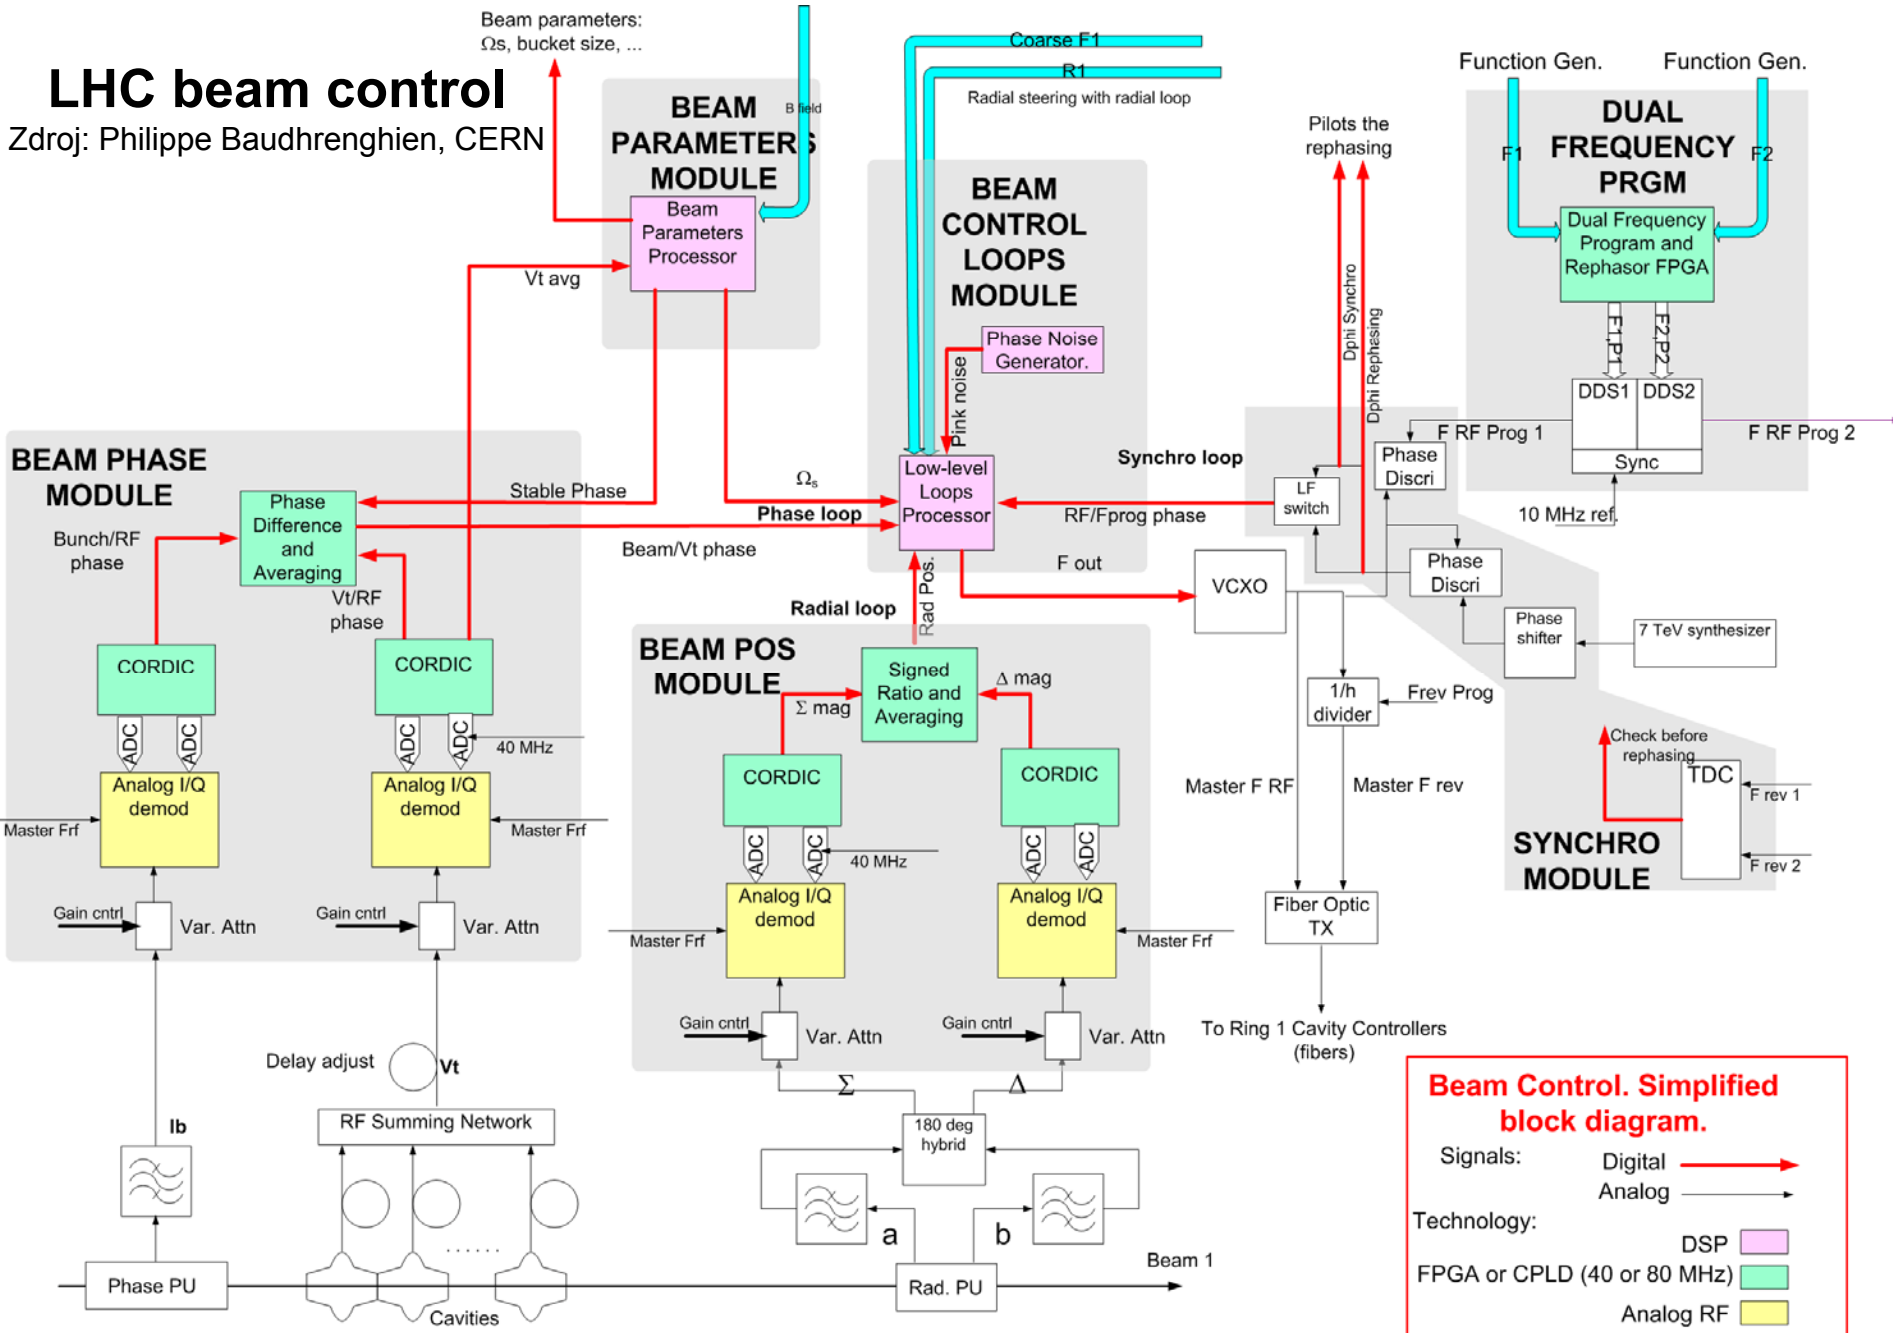 LHC beam control
Zdroj: Philippe Baudhrenghien, CERN
Beam parameters:
Ωs, bucket size, ...
B field
BEAM
PARAMETERS
MODULE
Beam
Parameters
Processor
Vt avg
Coarse F1
R1
Radial steering with radial loop
BEAM
CONTROL
LOOPS
MODULE
Phase Noise
Generator.
Pink noise
Low-level
Loops
Processor
Ωs
Phase loop
Beam/Vt phase
Stable Phase
Synchro loop
RF/Fprog phase
F out
Rad Pos.
Radial loop
Pilots the
rephasing
Dphi Synchro
Dphi Rephasing
Function Gen.
Function Gen.
F1
F2
DUAL
FREQUENCY
PRGM
Dual Frequency
Program and
Rephasor FPGA
F1,P1
F2,P2
DDS1
DDS2
Sync
F RF Prog 1
F RF Prog 2
10 MHz ref.
Phase
Discri
LF
switch
Phase
Discri
Phase
shifter
7 TeV synthesizer
VCXO
1/h
divider
Frev Prog
Master F RF
Master F rev
Fiber Optic
TX
To Ring 1 Cavity Controllers
(fibers)
Check before
rephasing
TDC
F rev 1
F rev 2
SYNCHRO
MODULE
BEAM PHASE
MODULE
Phase
Difference
and
Averaging
Bunch/RF
phase
Vt/RF
phase
CORDIC
CORDIC
ADC
ADC
ADC
ADC
40 MHz
Analog I/Q
demod
Analog I/Q
demod
Master Frf
Master Frf
Gain cntrl
Var. Attn
Gain cntrl
Var. Attn
Delay adjust
Vt
RF Summing Network
Ib
......
Phase PU
Cavities
BEAM POS
MODULE
Signed
Ratio and
Averaging
Σ mag
Δ mag
CORDIC
CORDIC
ADC
ADC
ADC
ADC
40 MHz
Analog I/Q
demod
Analog I/Q
demod
Master Frf
Master Frf
Gain cntrl
Var. Attn
Gain cntrl
Var. Attn
Σ
Δ
180 deg
hybrid
a
b
Rad. PU
Beam 1
Beam Control. Simplified
block diagram.
Signals:
Digital
Analog
Technology:
DSP
FPGA or CPLD (40 or 80 MHz)
Analog RF